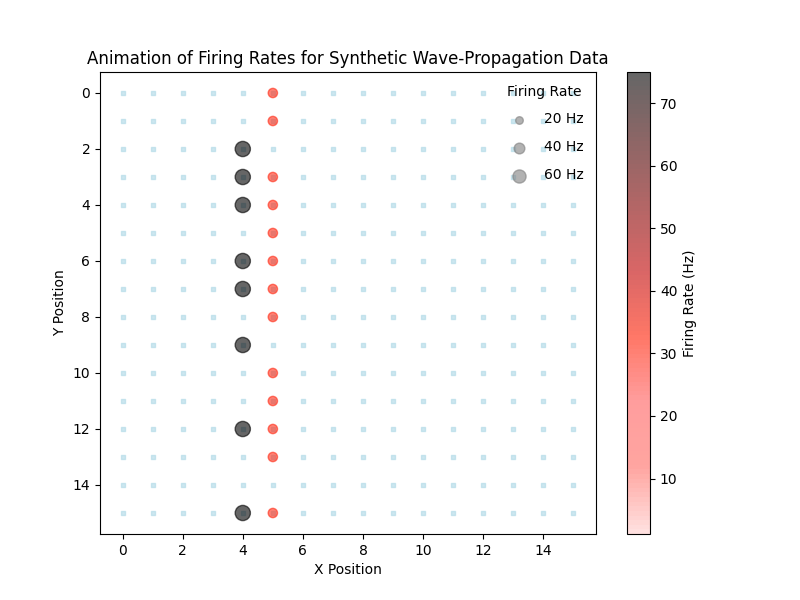 Animation of Firing Rates for Synthetic Wave-Propagation Data
Firing Rate
20 Hz
40 Hz
60 Hz
0
2
4
6
8
10
12
14
Y Position
0 2 4 6 8 10 12 14
X Position
70
60
50
40
30
20
10
Firing Rate (Hz)